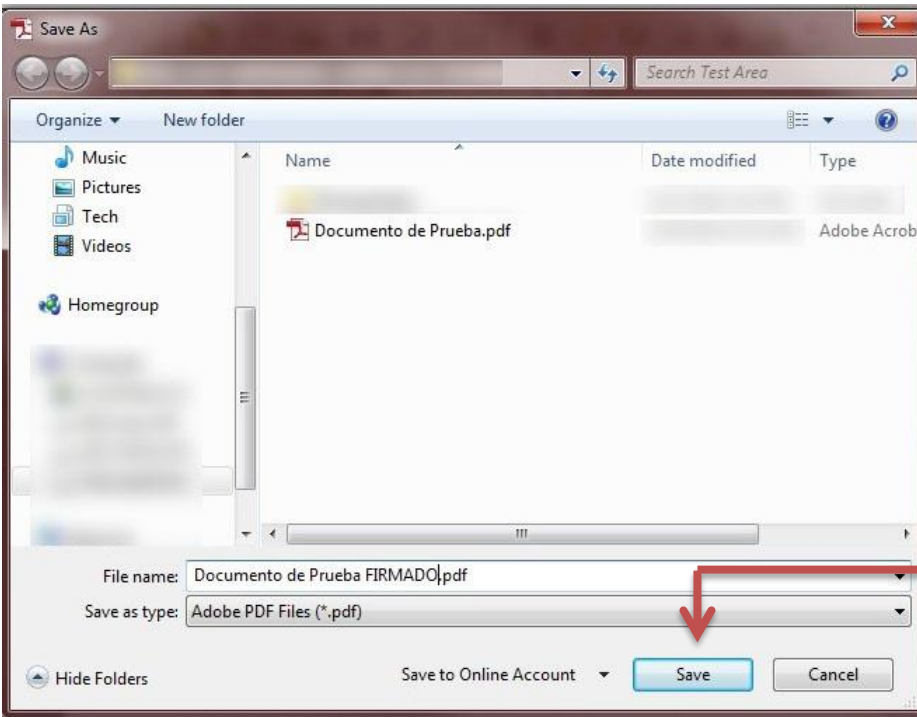 Save As
Search Test Area
Organize
New folder
Music
Name
Date modified
Type
Pictures
Tech
Documento de Prueba.pdf
Adobe Acrob
Videos
Homegroup
File name: Documento de Prueba FIRMADO.pdf
Save as type: Adobe PDF Files (*.pdf)
Hide Folders
Save to Online Account
Save
Cancel